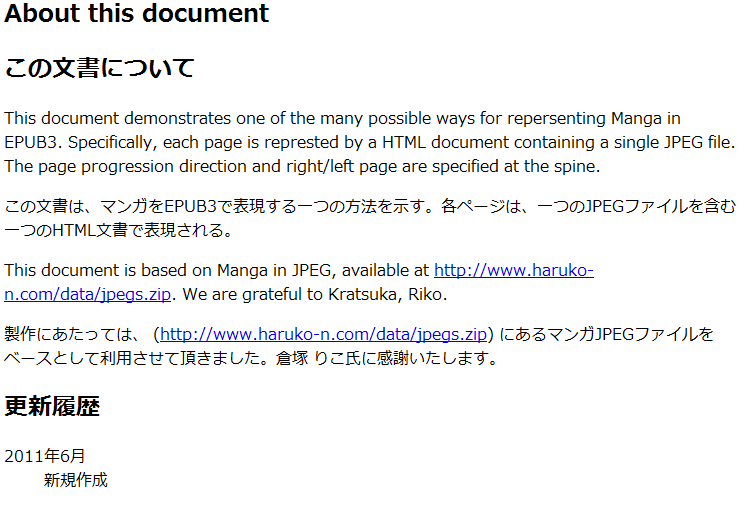 About this document
この文書について
This document demonstrates one of the many possible ways for repersenting Manga in
EPUB3. Specifically, each page is represted by a HTML document containing a single JPEG file.
The page progression direction and right/left page are specified at the spine.
この文書は、マンガをEPUB3で表現する一つの方法を示す。各ページは、一つのJPEGファイルを含む
一つのHTML文書で表現される。
This document is based on Manga in JPEG, available at http://www.haruko-
n.com/data/jpegs.zip. We are grateful to Kratsuka, Riko.
製作にあたっては、 (http://www.haruko-n.com/data/jpegs.zip) にあるマンガJPEGファイルを
ベースとして利用させて頂きました。倉塚 りこ氏に感謝いたします。
更新履歴
2011年6月
新規作成